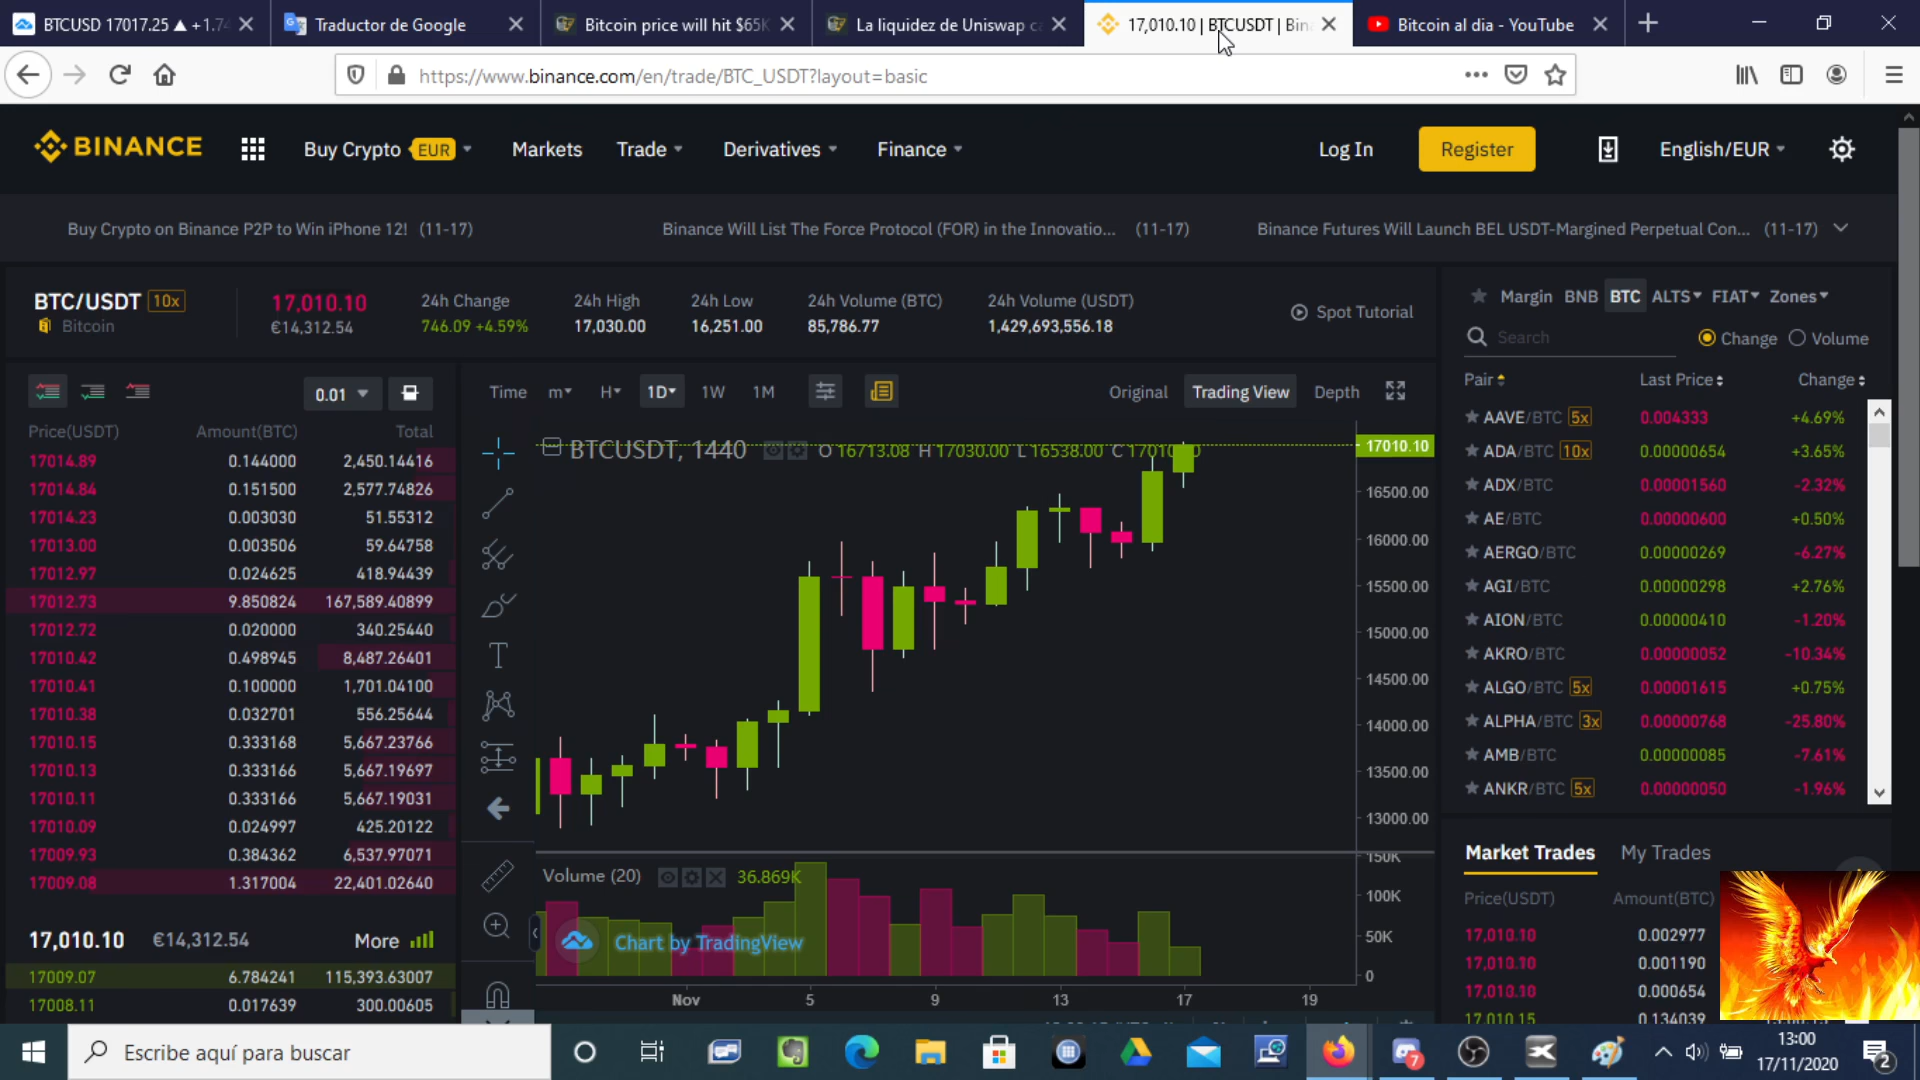 BTCUSD 17017.25 ▲ +1.74
Traductor de Google
Bitcoin price will hit $65K
La liquidez de Uniswap ca
17,010.10 | BTCUSDT | Bin
Bitcoin al dia - YouTube
https://www.binance.com/en/trade/BTC_USDT?layout=basic
BINANCE
Buy Crypto EUR
Markets
Trade
Derivatives
Finance
Log In
Register
English/EUR
Buy Crypto on Binance P2P to Win iPhone 12! (11-17)
Binance Will List The Force Protocol (FOR) in the Innovatio... (11-17)
Binance Futures Will Launch BEL USDT-Margined Perpetual Con... (11-17)
BTC/USDT 10x
Bitcoin
17,010.10
€14,312.54
24h Change
746.09 +4.59%
24h High
17,030.00
24h Low
16,251.00
24h Volume (BTC)
85,786.77
24h Volume (USDT)
1,429,693,556.18
Spot Tutorial
0.01
Price(USDT) Amount(BTC) Total
17014.89 0.144000 2,450.14416
17014.84 0.151500 2,577.74826
17014.23 0.003030 51.55312
17013.00 0.003506 59.64758
17012.97 0.024625 418.94439
17012.73 9.850824 167,589.40899
17012.72 0.020000 340.25440
17010.42 0.498945 8,487.26401
17010.41 0.100000 1,701.04100
17010.38 0.032701 556.25644
17010.15 0.333168 5,667.23766
17010.13 0.333166 5,667.19697
17010.11 0.333166 5,667.19031
17010.09 0.024997 425.20122
17009.93 0.384362 6,537.97071
17009.08 1.317004 22,401.02640
17,010.10 €14,312.54 More
17009.07 6.784241 115,393.63007
17008.11 0.017639 300.00605
Time m H 1D 1W 1M
Original Trading View Depth
BTCUSDT, 1440 O 16713.08 H 17030.00 L 16538.00 C 17010.10
17010.10
16500.00
16000.00
15500.00
15000.00
14500.00
14000.00
13500.00
13000.00
Volume (20) 36.869K
150K
100K
50K
0
Chart by TradingView
Nov 5 9 13 17 19
Margin BNB BTC ALTS FIAT Zones
Search
Change Volume
Pair Last Price Change
AAVE/BTC 5x 0.004333 +4.69%
ADA/BTC 10x 0.00000654 +3.65%
ADX/BTC 0.00001560 -2.32%
AE/BTC 0.00000600 +0.50%
AERGO/BTC 0.00000269 -6.27%
AGI/BTC 0.00000298 +2.76%
AION/BTC 0.00000410 -1.20%
AKRO/BTC 0.00000052 -10.34%
ALGO/BTC 5x 0.00001615 +0.75%
ALPHA/BTC 3x 0.00000768 -25.80%
AMB/BTC 0.00000085 -7.61%
ANKR/BTC 5x 0.00000050 -1.96%
Market Trades My Trades
Price(USDT) Amount(BTC)
17,010.10 0.002977
17,010.10 0.001190
17,010.10 0.000654
17,010.15 0.134039
Escribe aquí para buscar
7
13:00
17/11/2020
2